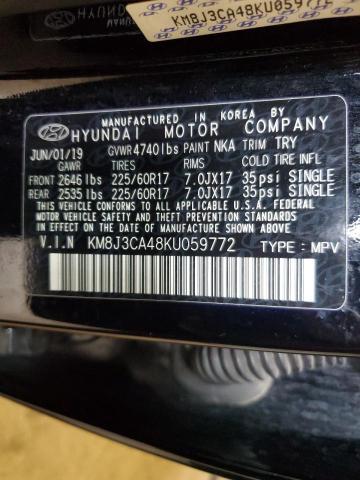 KM8J3CA48KU05977
MANUFACTURED IN KOREA BY
HYUNDAI MOTOR COMPANY
JUN/01/19 GVWR 4740lbs PAINT NKA TRIM TRY
GAWR TIRES RIMS COLD TIRE INFL
FRONT 2646 lbs 225/60R17 7.0JX17 35psi SINGLE
REAR 2535 lbs 225/60R17 7.0JX17 35psi SINGLE
THIS VEHICLE CONFORMS TO ALL APPLICABLE U.S.A. FEDERAL
MOTOR VEHICLE SAFETY BUMPER, AND THEFT PREVENTION
STANDARDS IN EFFECT ON THE DATE OF MANUFACTURE SHOWN ABOVE.
V.I.N KM8J3CA48KU059772 TYPE : MPV